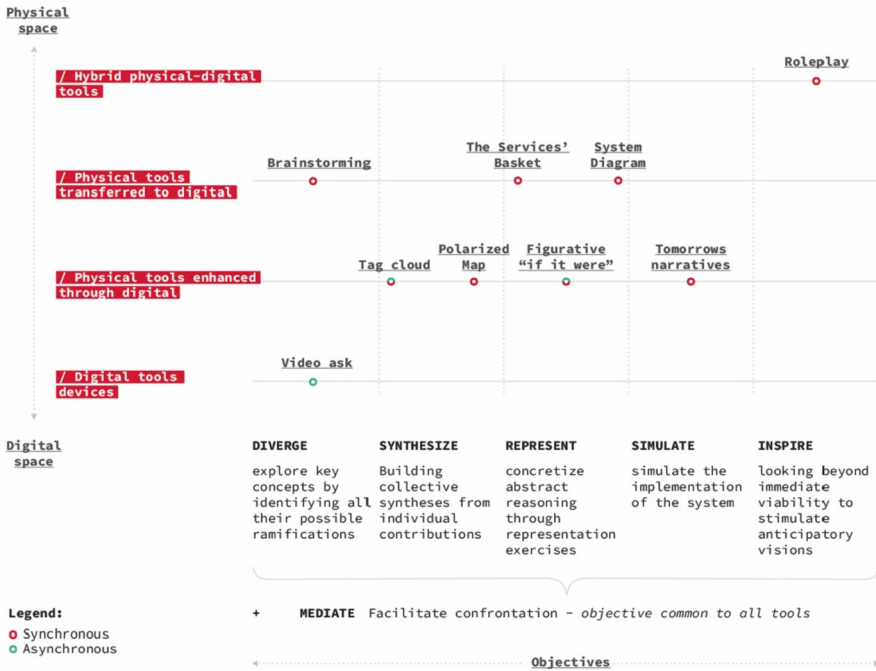 Physical
space
/ Hybrid physical-digital
tools
Roleplay
/ Physical tools
transferred to digital
Brainstorming
The Services’
Basket
System
Diagram
/ Physical tools enhanced
through digital
Tag cloud
Polarized
Map
Figurative
“if it were”
Tomorrows
narratives
/ Digital tools
devices
Video ask
Digital
space
DIVERGE
explore key
concepts by
identifying all
their possible
ramifications
SYNTHESIZE
Building
collective
syntheses from
individual
contributions
REPRESENT
concretize
abstract
reasoning
through
representation
exercises
SIMULATE
simulate the
implementation
of the system
INSPIRE
looking beyond
immediate
viability to
stimulate
anticipatory
visions
+ MEDIATE Facilitate confrontation – objective common to all tools
Legend:
Synchronous
Asynchronous
Objectives